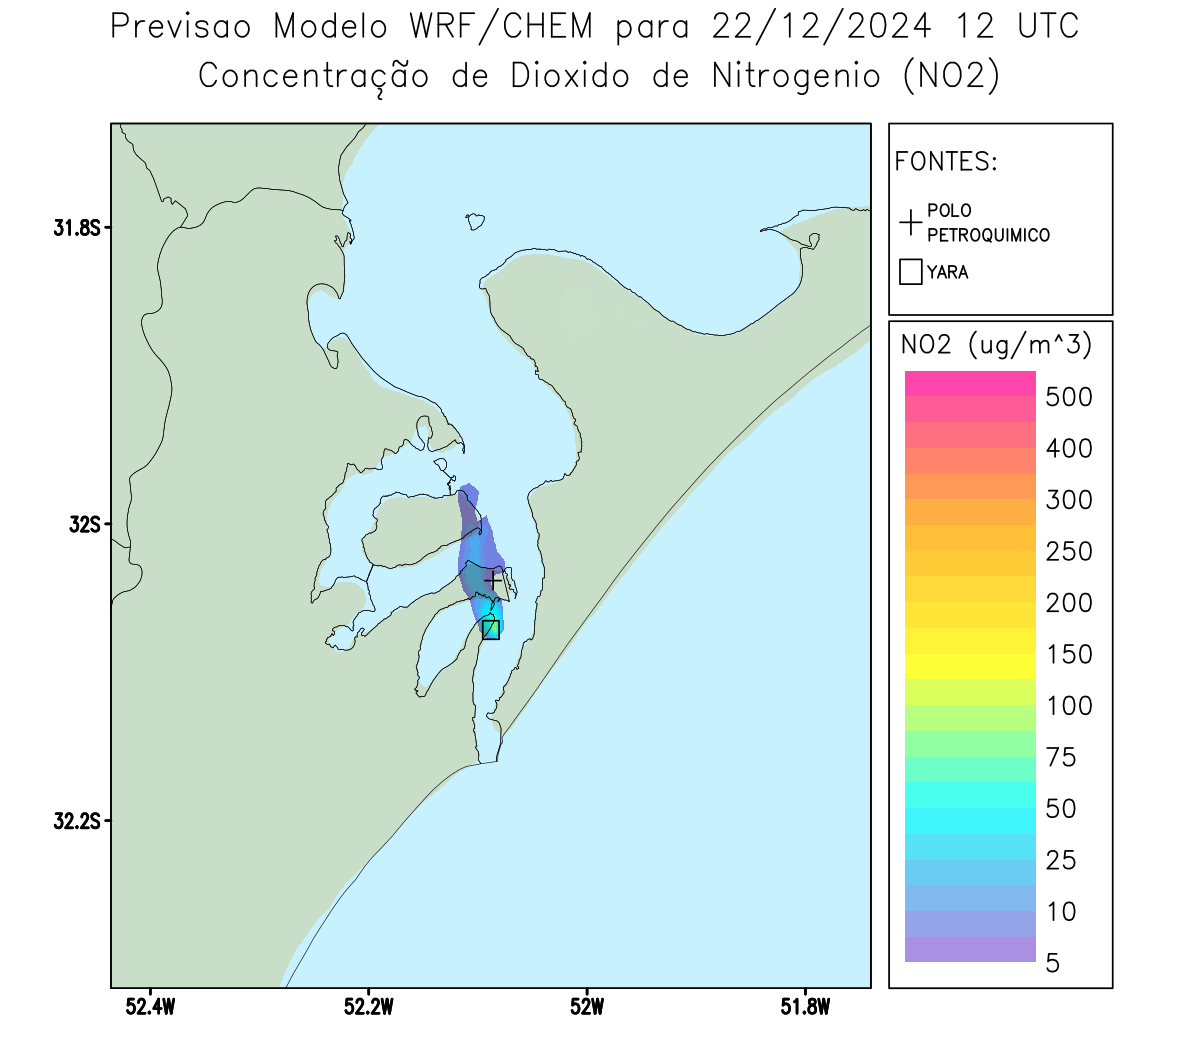 Previsao Modelo WRF/CHEM para 22/12/2024 12 UTC
Concentração de Dioxido de Nitrogenio (NO2)
FONTES:
POLO
PETROQUIMICO
YARA
NO2 (ug/m^3)
500
400
300
250
200
150
100
75
50
25
10
5
31.8S
32S
32.2S
52.4W
52.2W
52W
51.8W